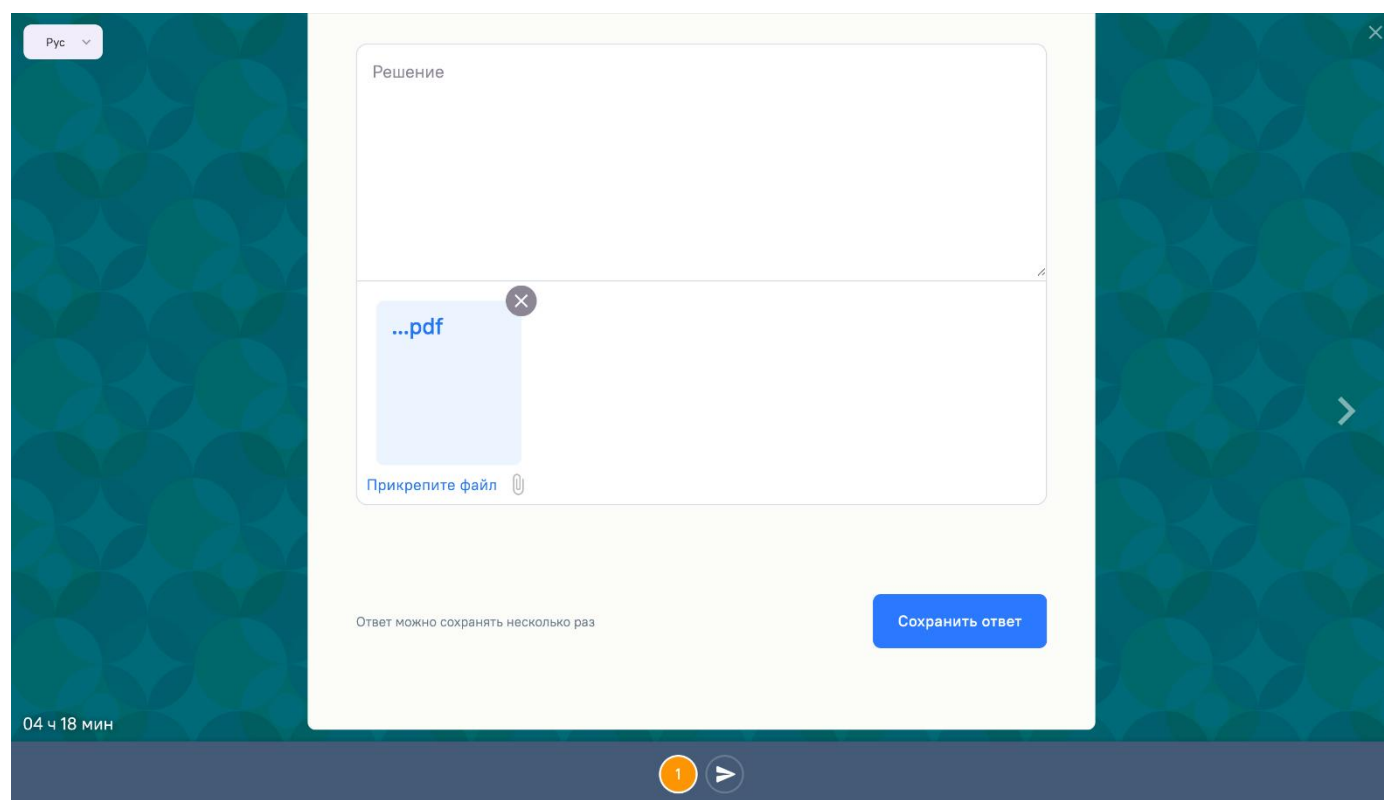 Рус
Решение
...pdf
Прикрепите файл
Ответ можно сохранять несколько раз
Сохранить ответ
04 ч 18 мин
1